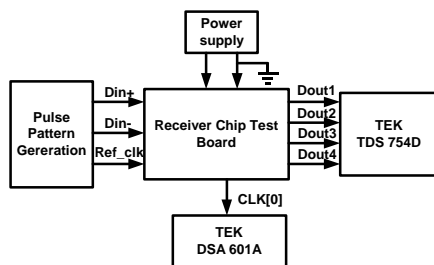 Power
supply
Din+
Dout1
Dout2
Pulse
Pattern
Gereration
Din-
Receiver Chip Test
Board
TEK
TDS 754D
Dout3
Ref_clk
Dout4
CLK[0]
TEK
DSA 601A